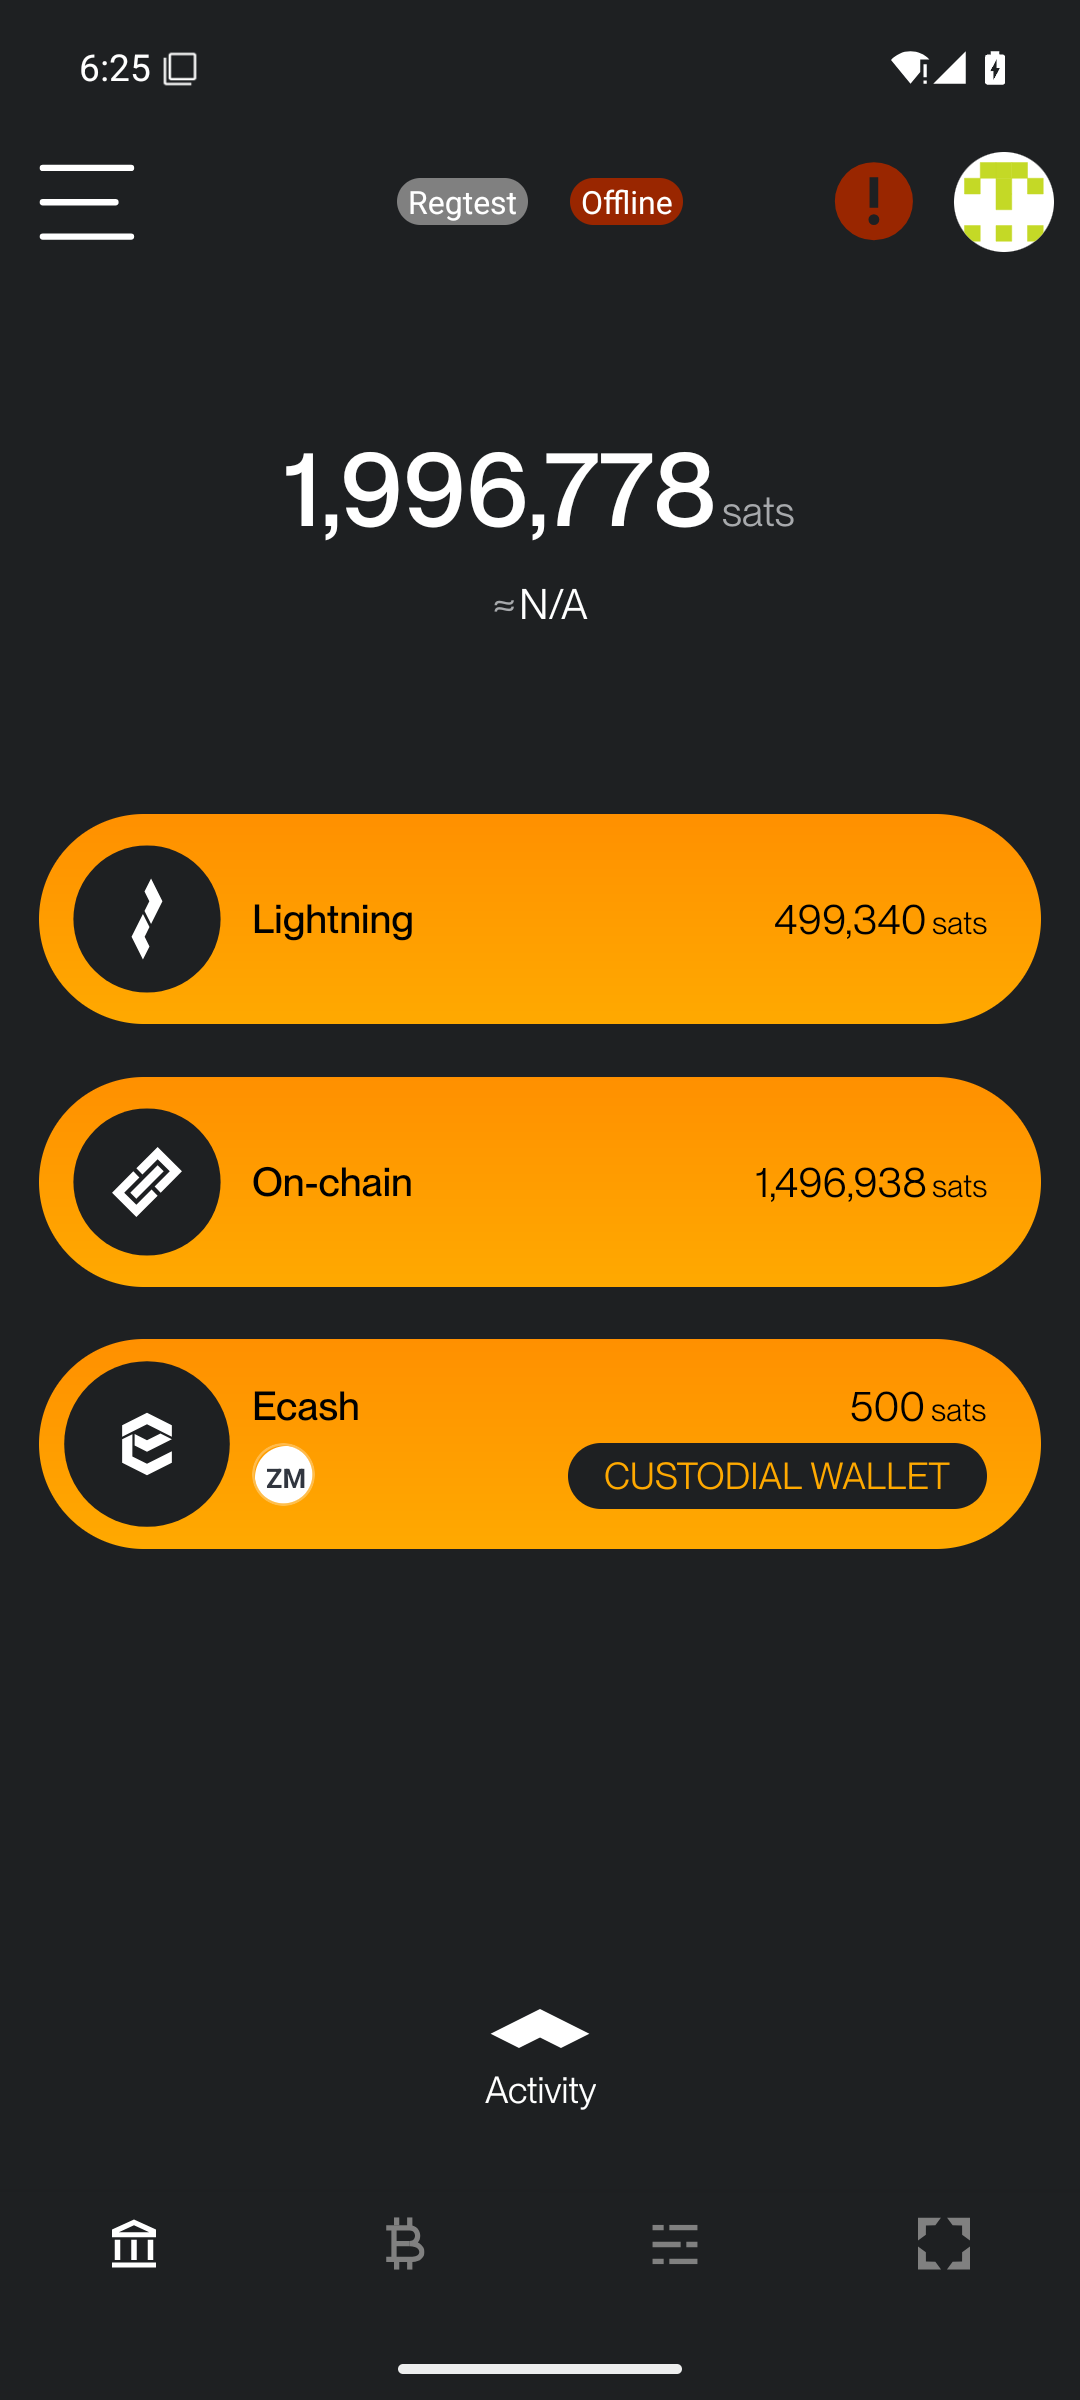 6:25
Regtest Offline
1,996,778 sats
≈N/A
Lightning 499,340 sats
On-chain 1,496,938 sats
Ecash 500 sats
ZM CUSTODIAL WALLET
Activity